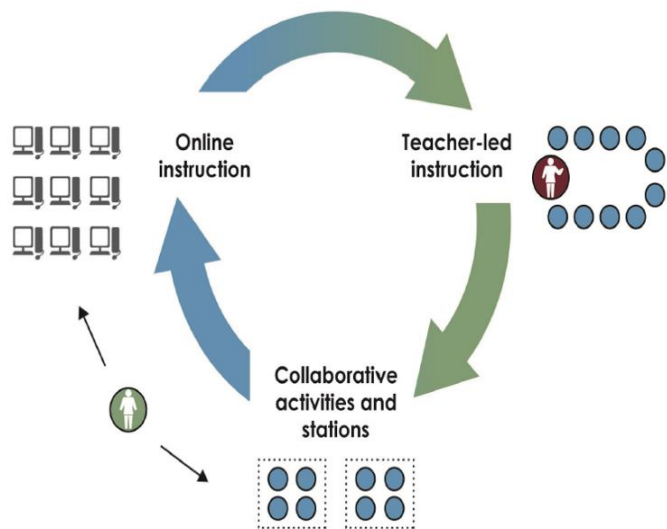 Online
instruction
Teacher-led
instruction
Collaborative
activities and
stations